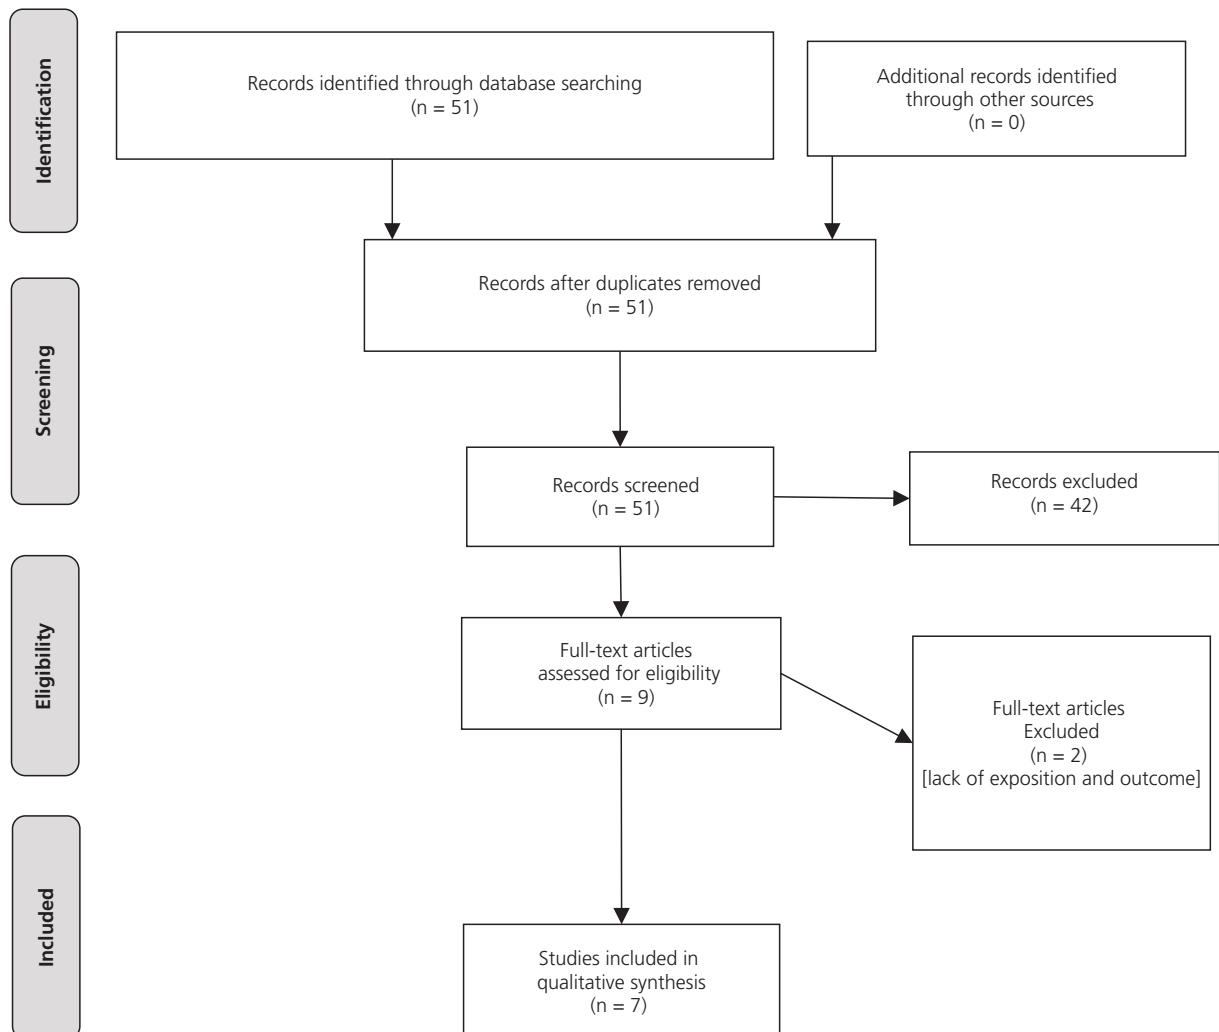 Identification
Records identified through database searching
(n = 51)
Additional records identified
through other sources
(n = 0)
Records after duplicates removed
(n = 51)
Screening
Records screened
(n = 51)
Records excluded
(n = 42)
Eligibility
Full-text articles
assessed for eligibility
(n = 9)
Full-text articles
Excluded
(n = 2)
[lack of exposition and outcome]
Included
Studies included in
qualitative synthesis
(n = 7)